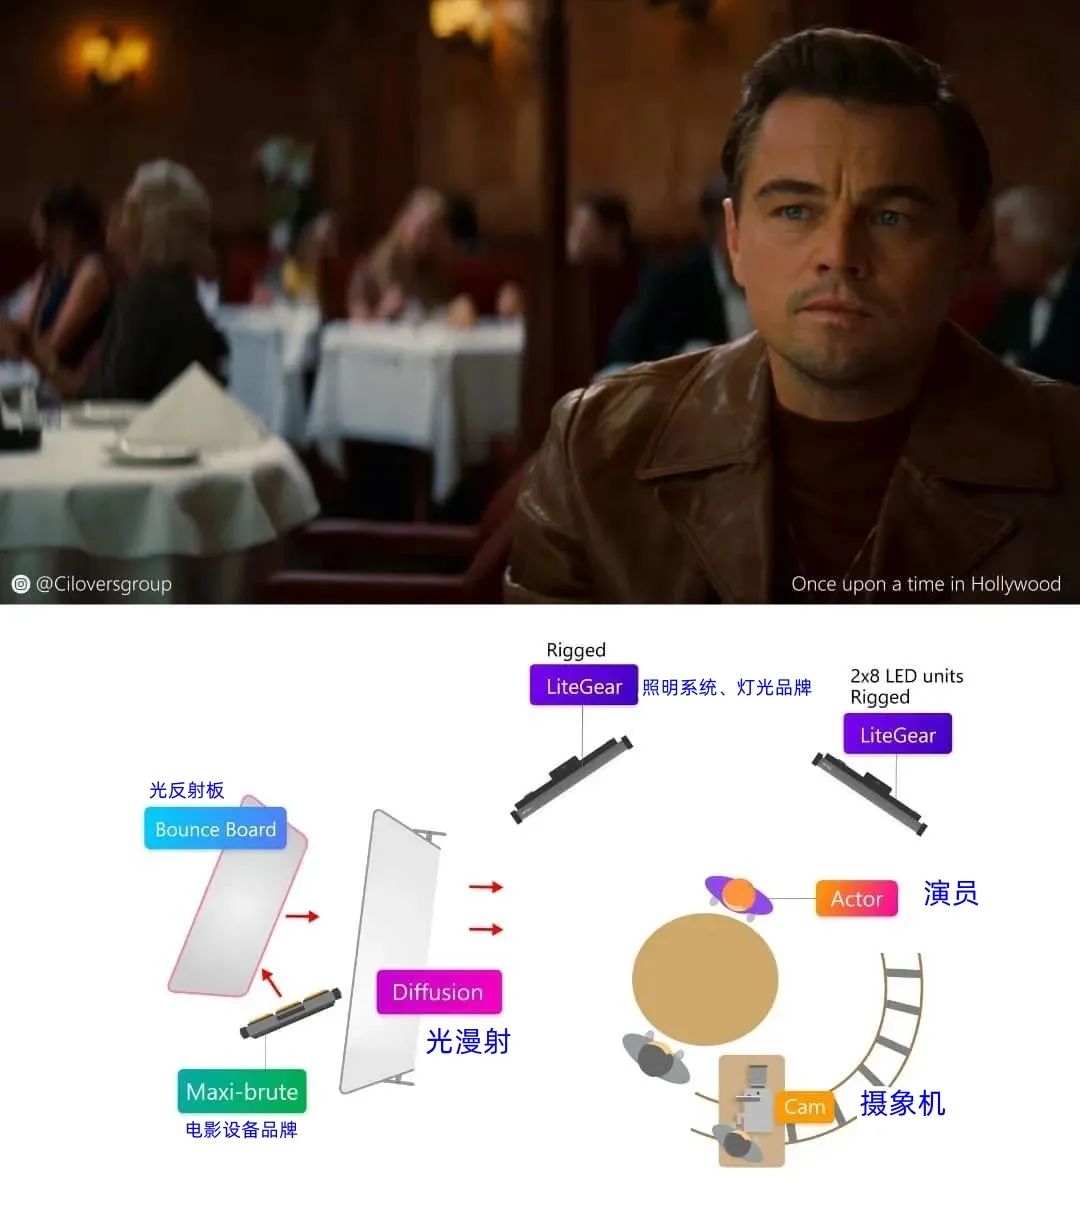 @Ciloversgroup
Once upon a time in Hollywood
Rigged
LiteGear
照明系统、灯光品牌
2x8 LED units
Rigged
LiteGear
光反射板
Bounce Board
Actor
演员
Diffusion
光漫射
Maxi-brute
电影设备品牌
Cam
摄象机